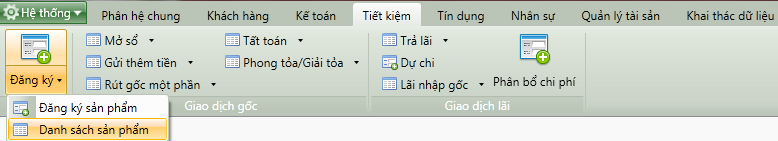 Hệ thống Phân hệ chung Khách hàng Kế toán Tiết kiệm Tín dụng Nhân sự Quản lý tài sản Khai thác dữ liệu
Mở sổ Tất toán Trả lãi
Gửi thêm tiền Phong tỏa/Giải tỏa Dự chi
Đăng ký Rút gốc một phần Lãi nhập gốc Phân bổ chi phí
Giao dịch gốc Giao dịch lãi
Đăng ký sản phẩm
Danh sách sản phẩm